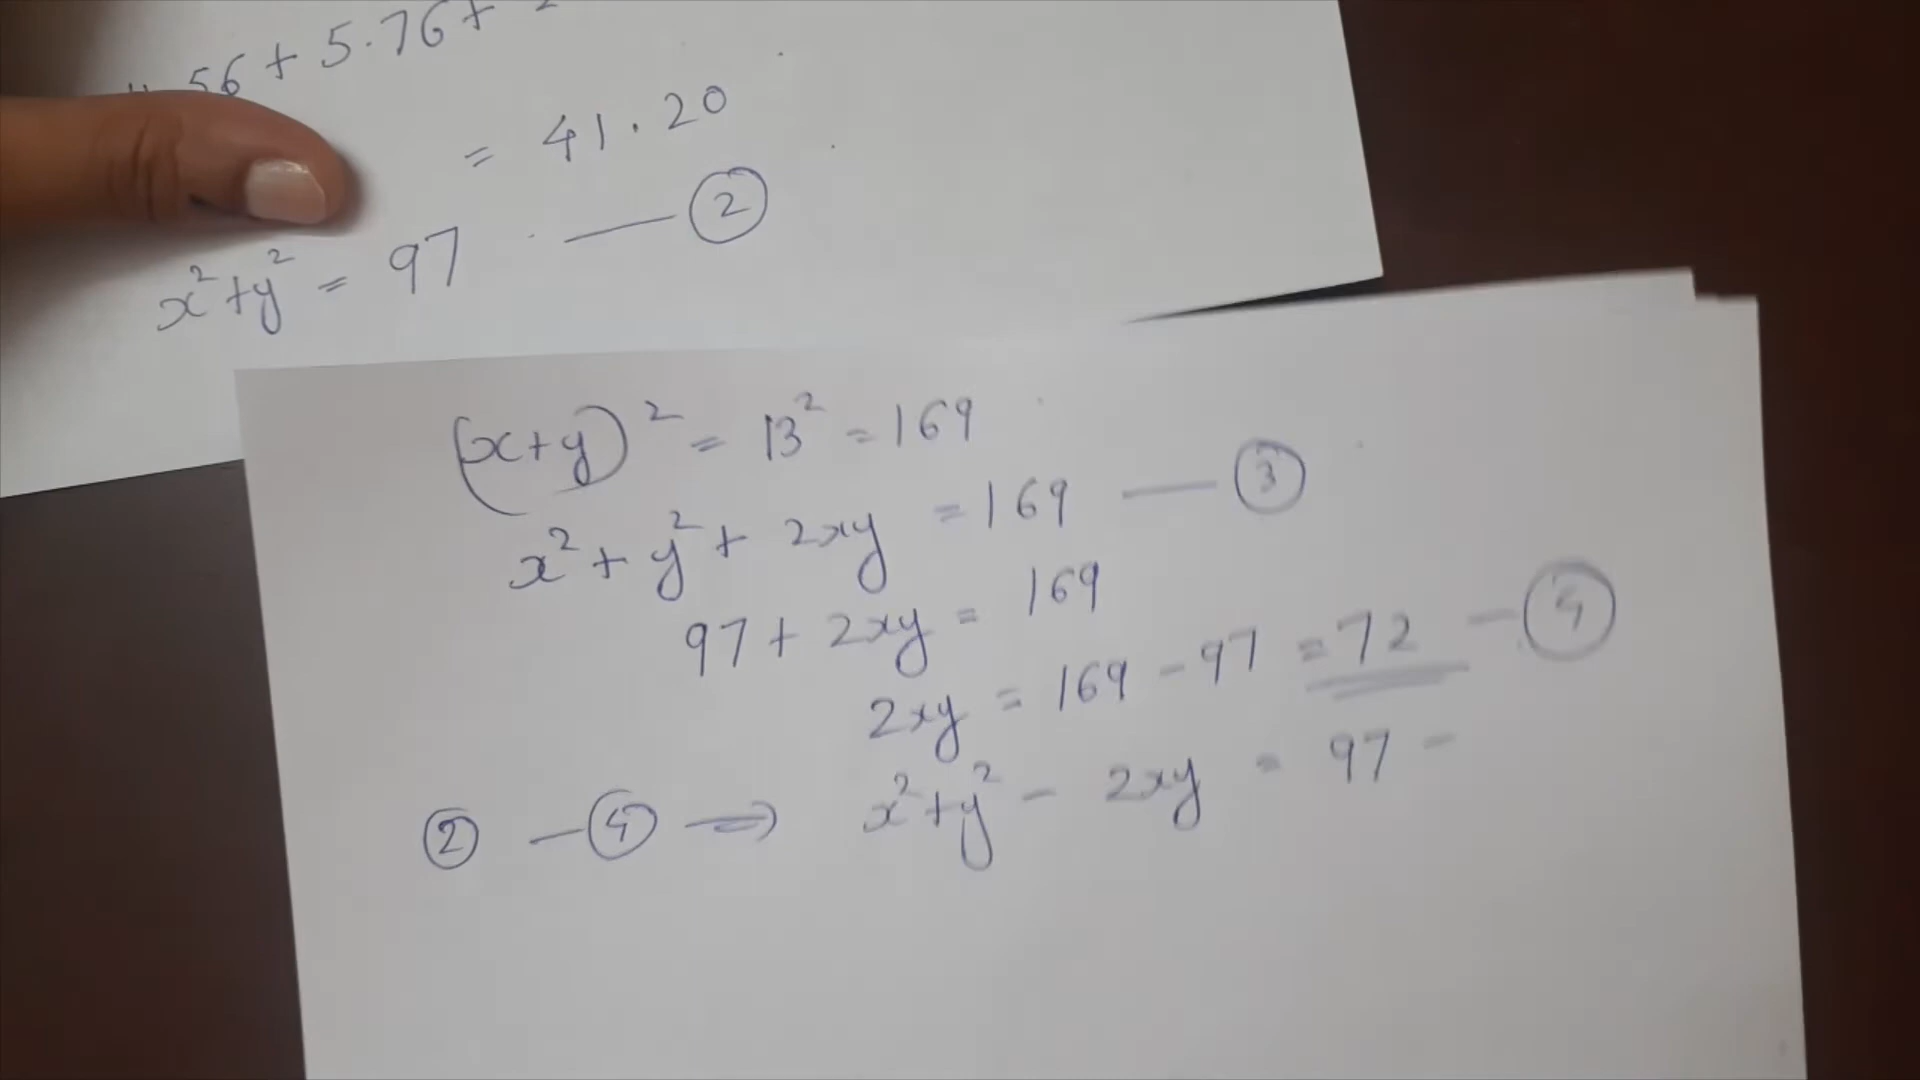 56 + 5.76 +
= 41.20
x² + y² = 97 — ②
(x+y)² = 13² = 169
x² + y² + 2xy = 169 — ③
97 + 2xy = 169
2xy = 169 - 97 = 72 — ④
② - ④ ⇒ x² + y² - 2xy = 97 -